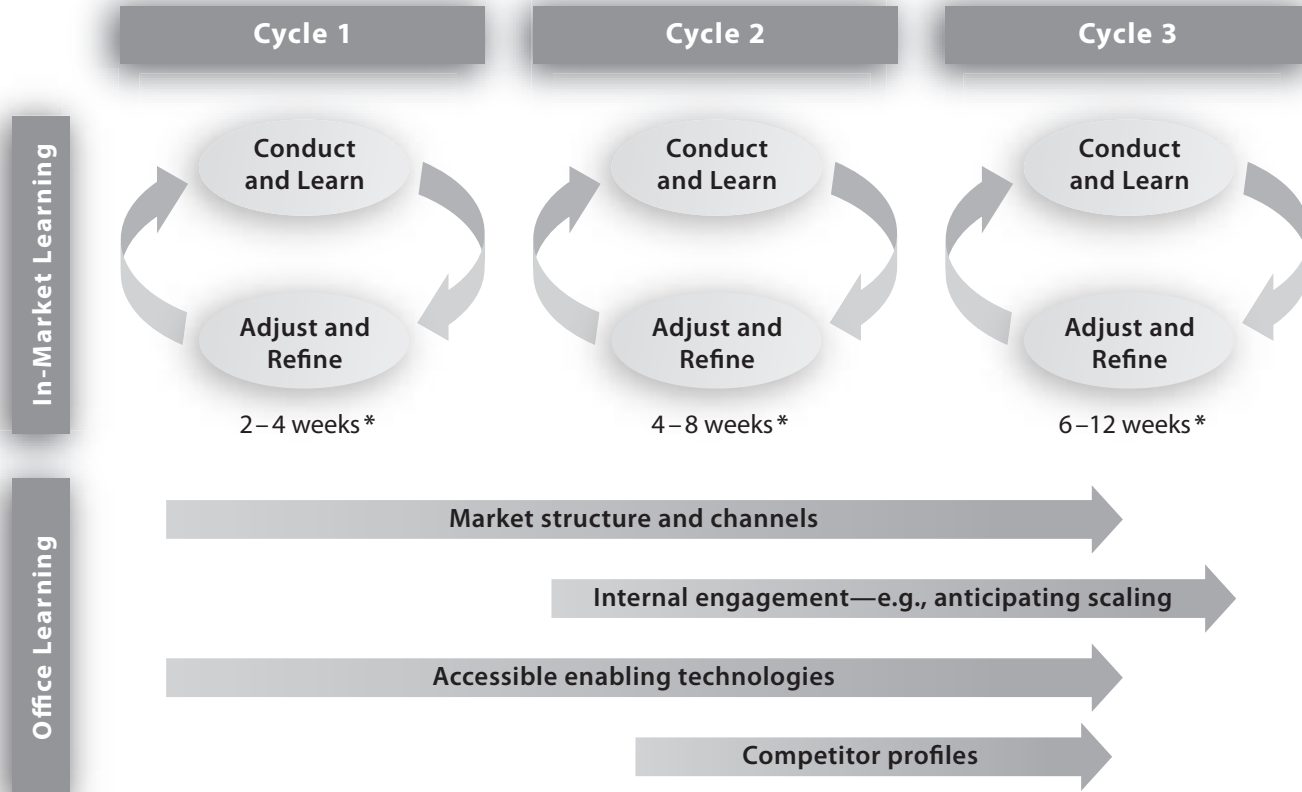 Cycle 1
Cycle 2
Cycle 3
In-Market Learning
Conduct
and Learn
Conduct
and Learn
Conduct
and Learn
Adjust and
Refine
Adjust and
Refine
Adjust and
Refine
2–4 weeks*
4–8 weeks*
6–12 weeks*
Office Learning
Market structure and channels
Internal engagement—e.g., anticipating scaling
Accessible enabling technologies
Competitor profiles